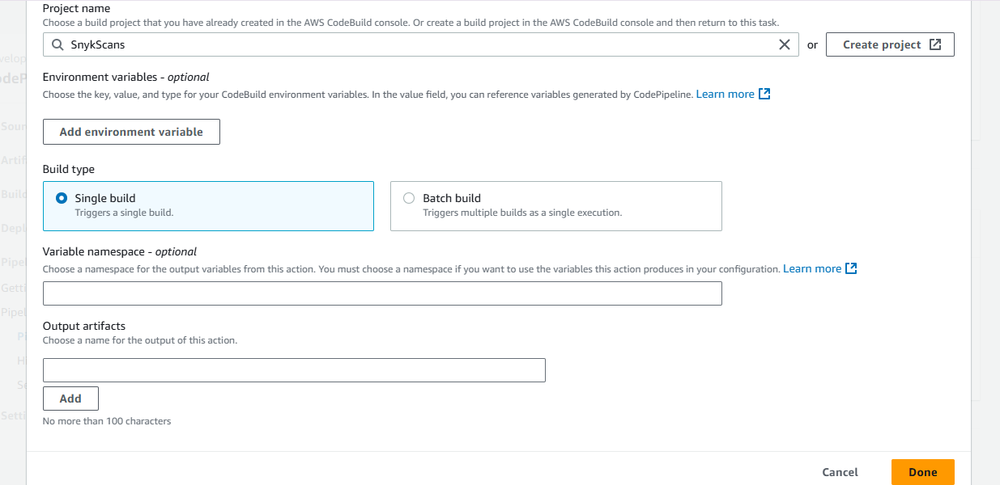 Project name
Choose a build project that you have already created in the AWS CodeBuild console. Or create a build project in the AWS CodeBuild console and then return to this task.
SnykScans
or
Create project
Environment variables - optional
Choose the key, value, and type for your CodeBuild environment variables. In the value field, you can reference variables generated by CodePipeline. Learn more
Add environment variable
Build type
Single build
Triggers a single build.
Batch build
Triggers multiple builds as a single execution.
Variable namespace - optional
Choose a namespace for the output variables from this action. You must choose a namespace if you want to use the variables this action produces in your configuration. Learn more
Output artifacts
Choose a name for the output of this action.
Add
No more than 100 characters
Cancel
Done